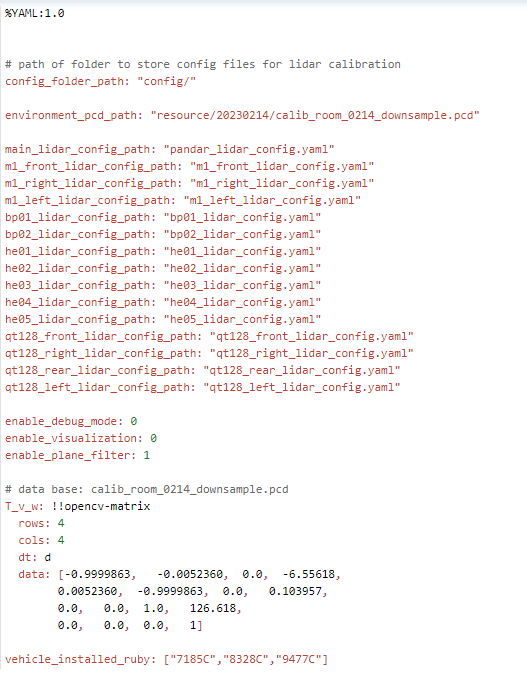 %YAML:1.0
# path of folder to store config files for lidar calibration
config_folder_path: "config/"
environment_pcd_path: "resource/20230214/calib_room_0214_downsample.pcd"
main_lidar_config_path: "pandar_lidar_config.yaml"
m1_front_lidar_config_path: "m1_front_lidar_config.yaml"
m1_right_lidar_config_path: "m1_right_lidar_config.yaml"
m1_left_lidar_config_path: "m1_left_lidar_config.yaml"
bp01_lidar_config_path: "bp01_lidar_config.yaml"
bp02_lidar_config_path: "bp02_lidar_config.yaml"
he01_lidar_config_path: "he01_lidar_config.yaml"
he02_lidar_config_path: "he02_lidar_config.yaml"
he03_lidar_config_path: "he03_lidar_config.yaml"
he04_lidar_config_path: "he04_lidar_config.yaml"
he05_lidar_config_path: "he05_lidar_config.yaml"
qt128_front_lidar_config_path: "qt128_front_lidar_config.yaml"
qt128_right_lidar_config_path: "qt128_right_lidar_config.yaml"
qt128_rear_lidar_config_path: "qt128_rear_lidar_config.yaml"
qt128_left_lidar_config_path: "qt128_left_lidar_config.yaml"
enable_debug_mode: 0
enable_visualization: 0
enable_plane_filter: 1
# data base: calib_room_0214_downsample.pcd
T_v_w: !!opencv-matrix
rows: 4
cols: 4
dt: d
data: [-0.9999863, -0.0052360, 0.0, -6.55618,
0.0052360, -0.9999863, 0.0, 0.103957,
0.0, 0.0, 1.0, 126.618,
0.0, 0.0, 0.0, 1]
vehicle_installed_ruby: ["7185C","8328C","9477C"]